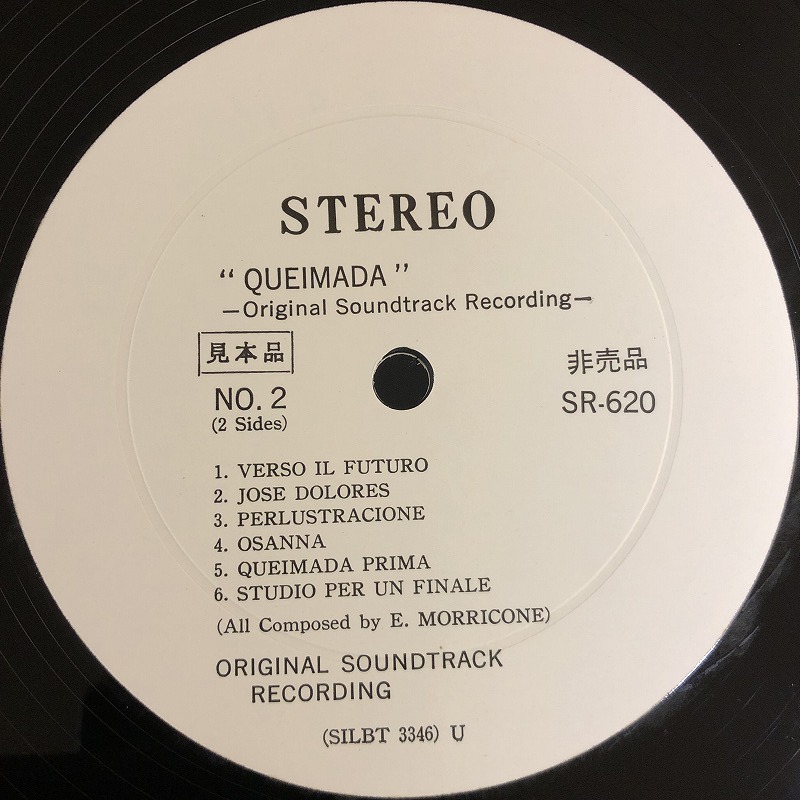 STEREO
“ QUEIMADA ”
—Original Soundtrack Recording—
見本品
非売品
NO. 2
SR-620
(2 Sides)
1. VERSO IL FUTURO
2. JOSE DOLORES
3. PERLUSTRACIONE
4. OSANNA
5. QUEIMADA PRIMA
6. STUDIO PER UN FINALE
(All Composed by E. MORRICONE)
ORIGINAL SOUNDTRACK
RECORDING
(SILBT 3346) U